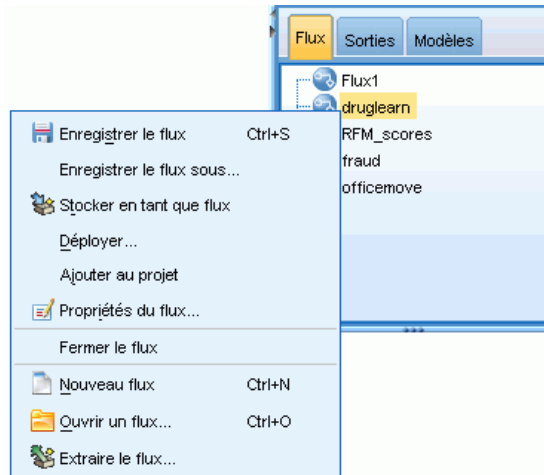 Flux Sorties Modèles
Flux1
druglearn
RFM_scores
fraud
officemove
Enregistrer le flux Ctrl+S
Enregistrer le flux sous...
Stocker en tant que flux
Déployer...
Ajouter au projet
Propriétés du flux...
Fermer le flux
Nouveau flux Ctrl+N
Ouvrir un flux... Ctrl+O
Extraire le flux...